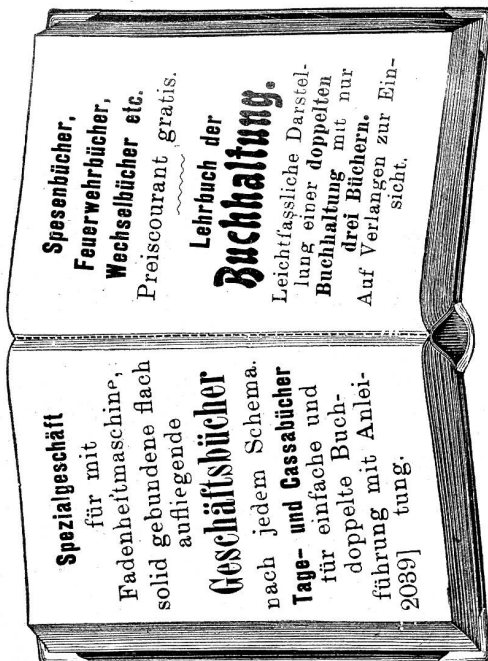 Spezialgeschäft
für mit
Fadenheftmaschine,
solid gebundene flach
aufliegende
Geschäftsbücher
nach jedem Schema.
Tage- und Cassabücher
für einfache und
doppelte Buch-
führung mit Anlei-
2039] tung.
Spesenbücher,
Feuerwehrbücher,
Wechselbücher etc.
Preiscourant gratis.
Lehrbuch der
Buchhaltung.
Leichtfassliche Darstel-
lung einer doppelten
Buchhaltung mit nur
drei Büchern.
Auf Verlangen zur Ein-
sicht.